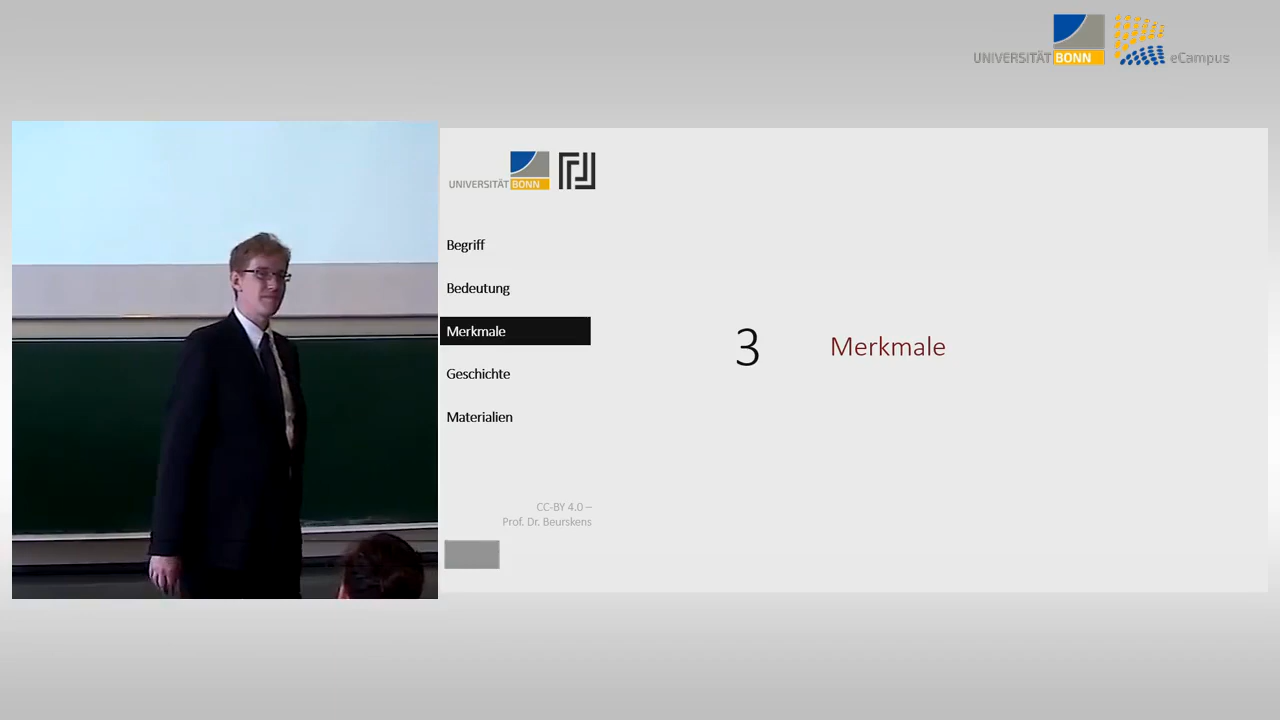 UNIVERSITÄT BONN eCampus
UNIVERSITÄT BONN
Begriff
Bedeutung
Merkmale
Geschichte
Materialien
3 Merkmale
CC-BY 4.0 –
Prof. Dr. Beurskens